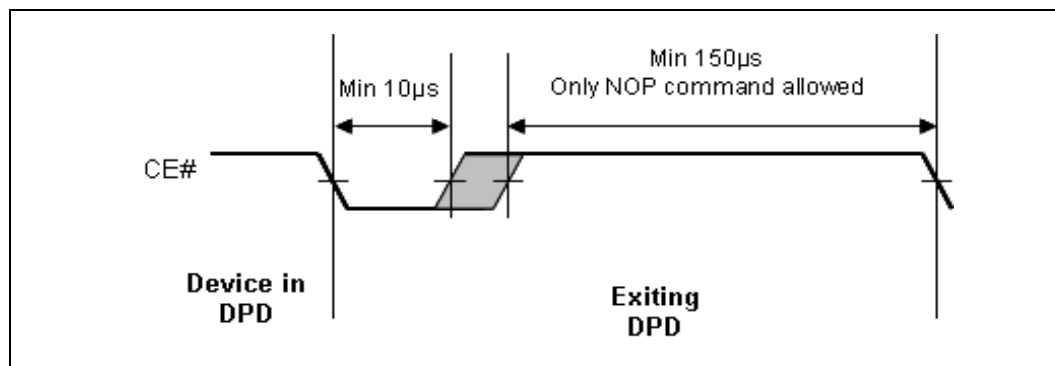 Min 10µs
Min 150µs
Only NOP command allowed
CE#
Device in
DPD
Exiting
DPD